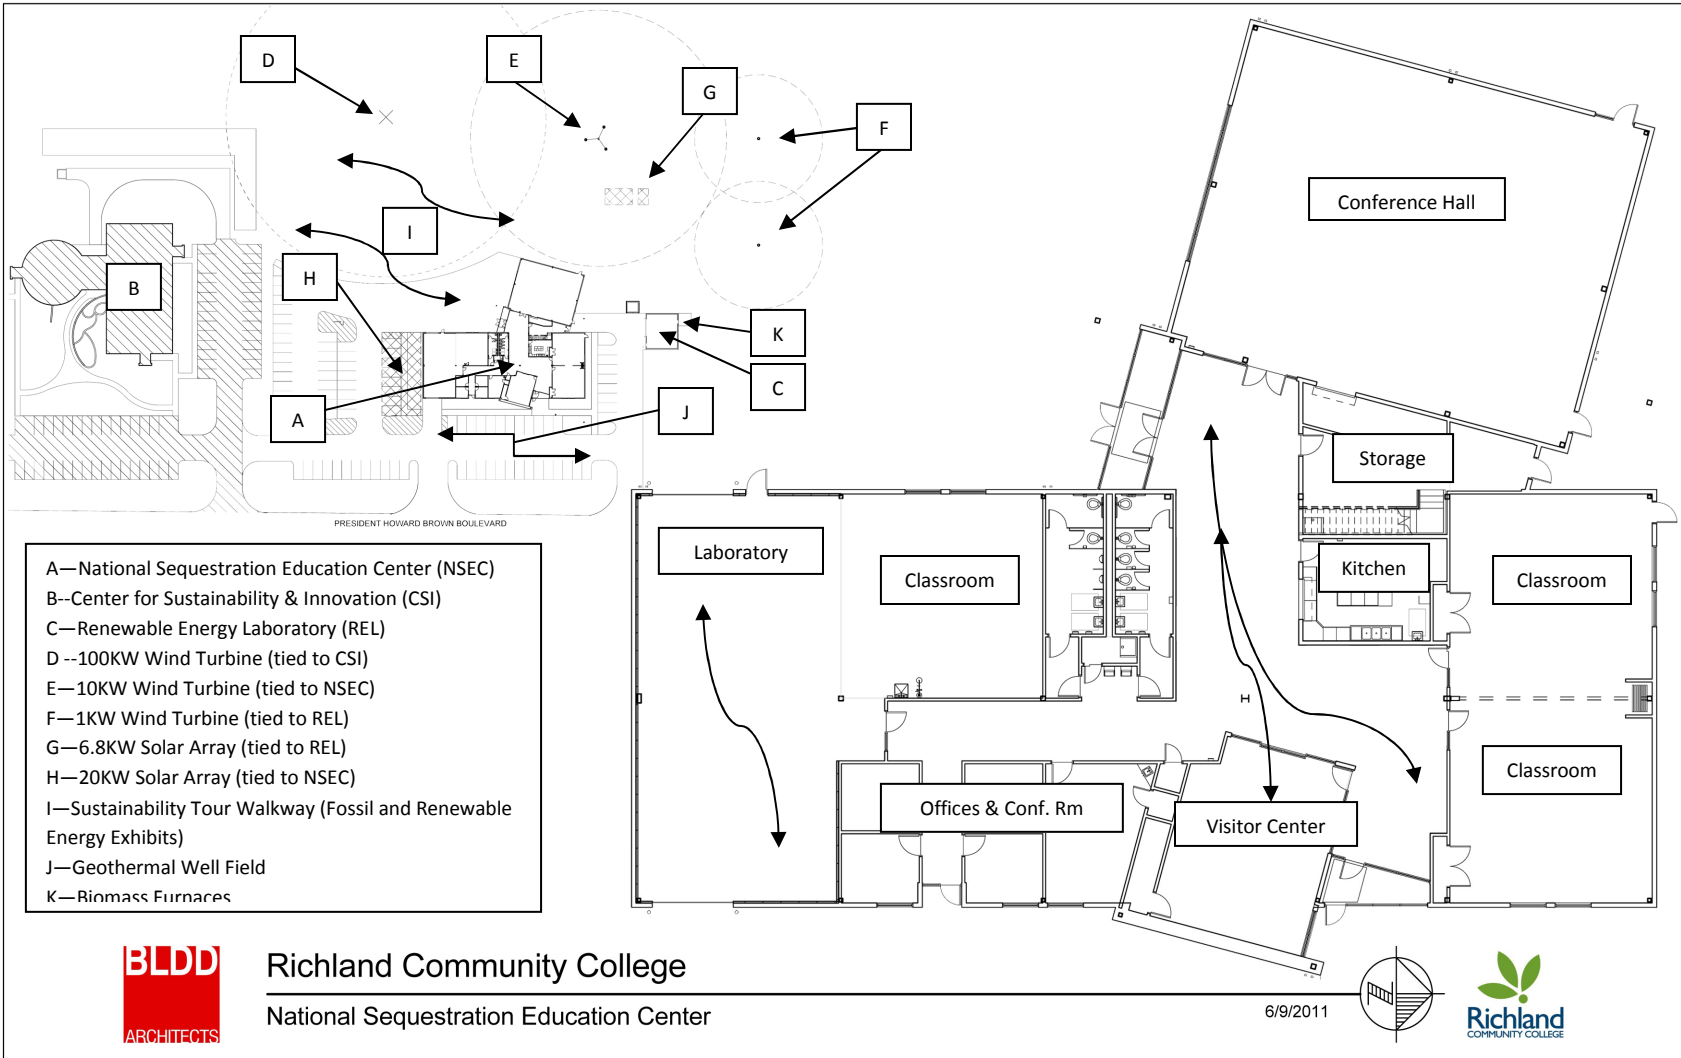 D
E
G
F
I
B
H
K
C
A
J
PRESIDENT HOWARD BROWN BOULEVARD
Conference Hall
Storage
Laboratory
Classroom
Kitchen
Classroom
Classroom
Offices & Conf. Rm
Visitor Center
A—National Sequestration Education Center (NSEC)
B--Center for Sustainability & Innovation (CSI)
C—Renewable Energy Laboratory (REL)
D --100KW Wind Turbine (tied to CSI)
E—10KW Wind Turbine (tied to NSEC)
F—1KW Wind Turbine (tied to REL)
G—6.8KW Solar Array (tied to REL)
H—20KW Solar Array (tied to NSEC)
I—Sustainability Tour Walkway (Fossil and Renewable
Energy Exhibits)
J—Geothermal Well Field
K—Biomass Furnaces
BLDD
ARCHITECTS
Richland Community College
National Sequestration Education Center
6/9/2011
Richland
COMMUNITY COLLEGE